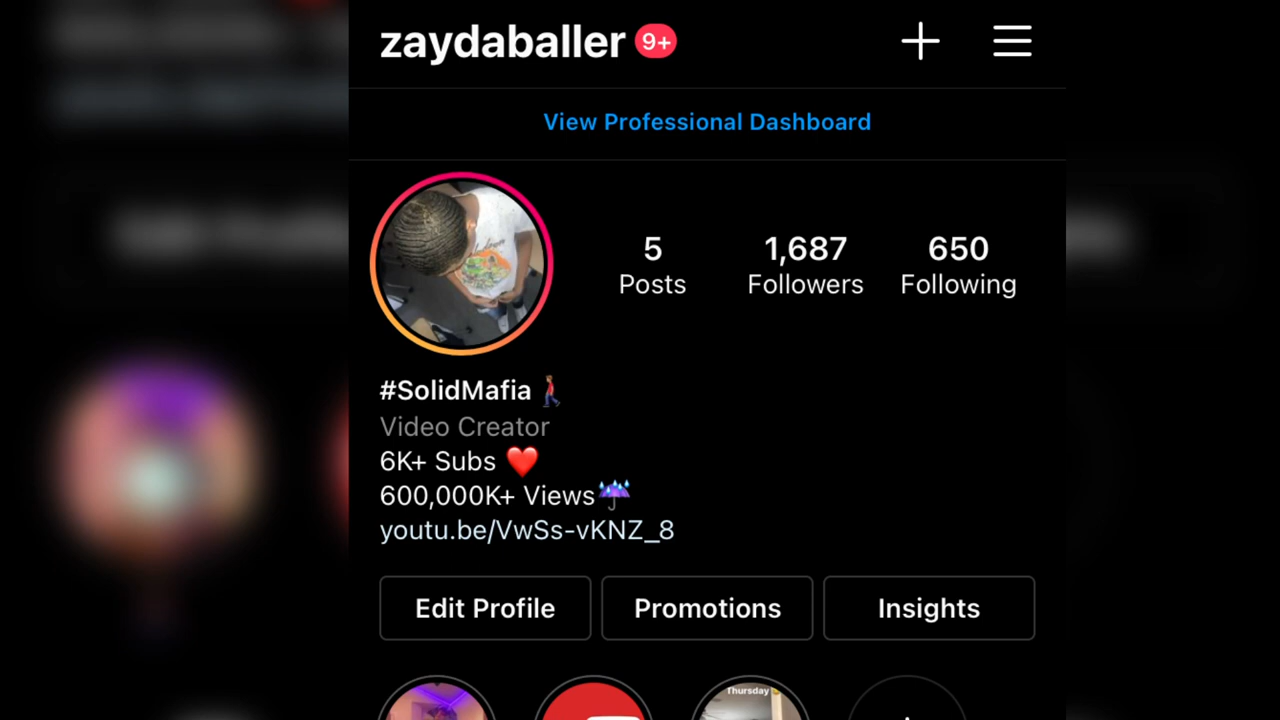 zaydaballer 9+
View Professional Dashboard
5 1,687 650
Posts Followers Following
#SolidMafia
Video Creator
6K+ Subs ❤️
600,000K+ Views☔
youtu.be/VwSs-vKNZ_8
Edit Profile Promotions Insights
Thursday